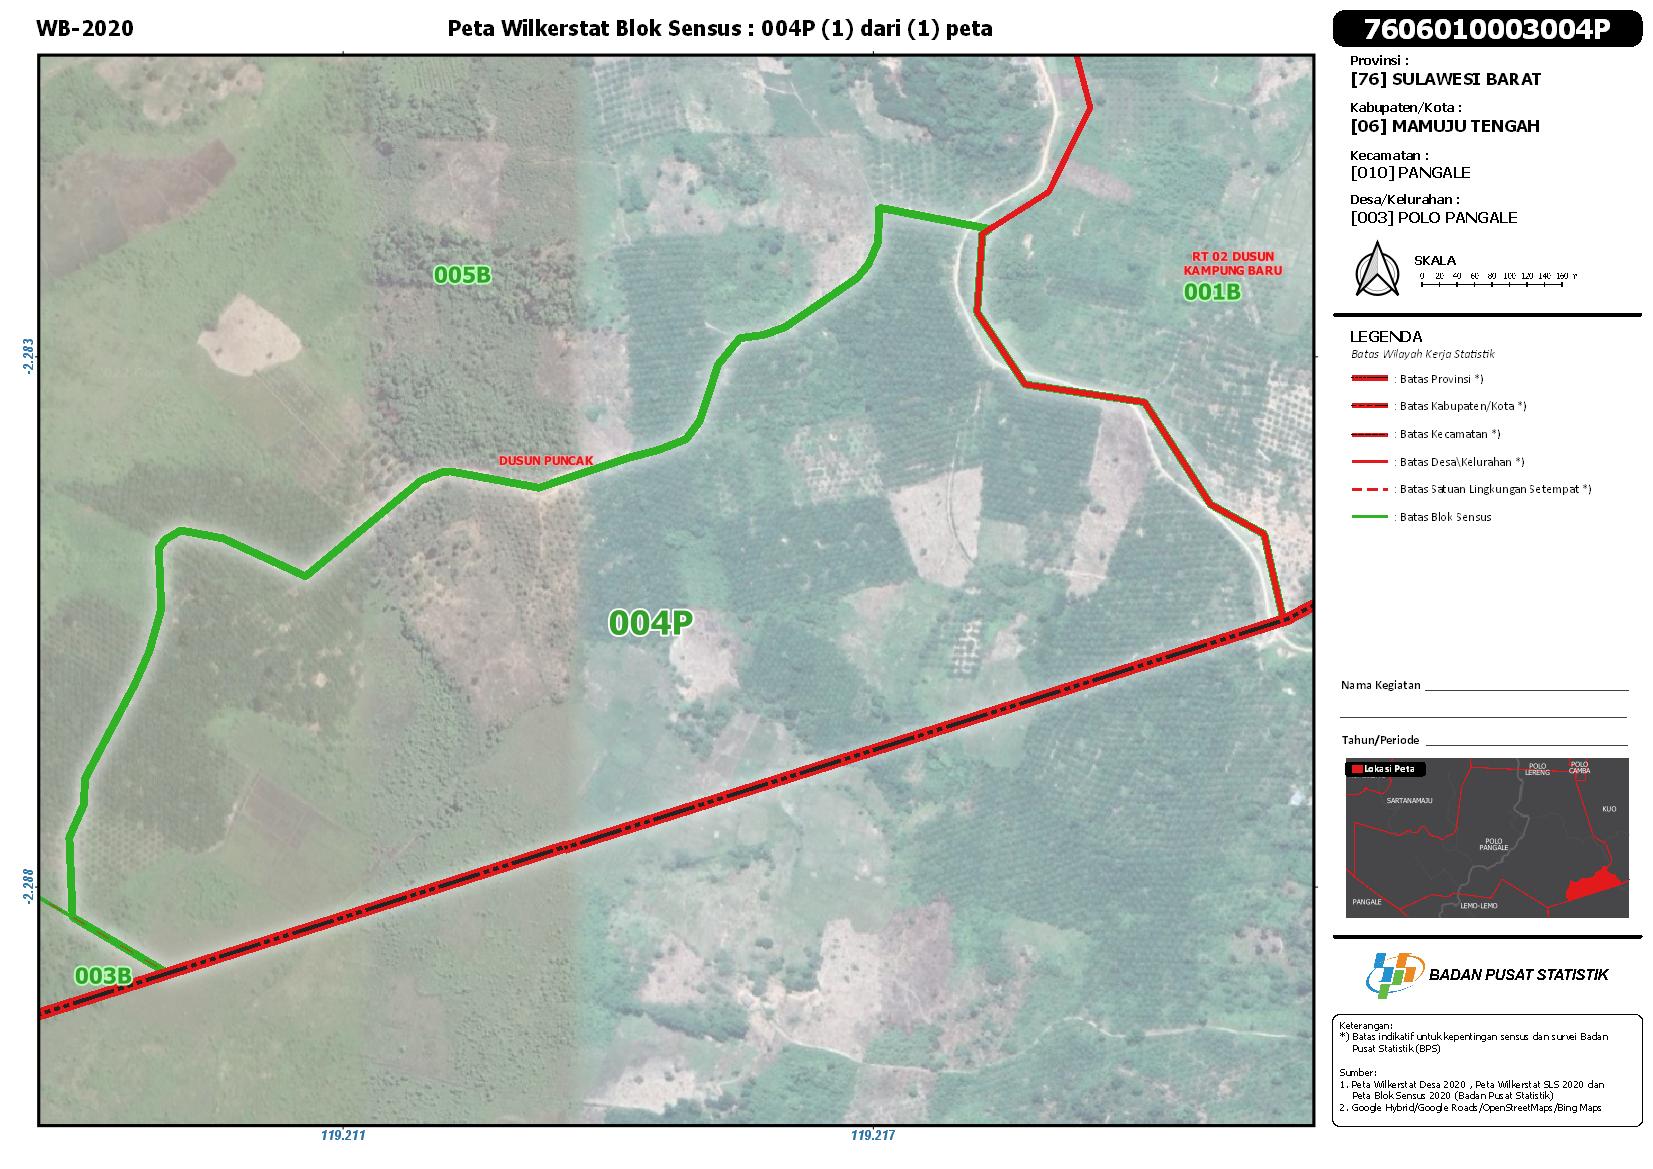 WB-2020
Peta Wilkerstat Blok Sensus : 004P (1) dari (1) peta
7606010003004P
Provinsi :
[76] SULAWESI BARAT
Kabupaten/Kota :
[06] MAMUJU TENGAH
Kecamatan :
[010] PANGALE
Desa/Kelurahan :
[003] POLO PANGALE
SKALA
0 20 40 60 80 100 120 140 160
LEGENDA
Batas Wilayah Kerja Statistik
: Batas Provinsi *)
: Batas Kabupaten/Kota *)
: Batas Kecamatan *)
: Batas Desa\Kelurahan *)
: Batas Satuan Lingkungan Setempat *)
: Batas Blok Sensus
005B
RT 02 DUSUN
KAMPUNG BARU
001B
DUSUN PUNCAK
004P
003B
-2.283
-2.288
119.211
119.217
Nama Kegiatan
Tahun/Periode
Lokasi Peta
POLO
LERENG
POLO
CAMBA
SARTANAMAJU
KUO
POLO
PANGALE
PANGALE
LEMO-LEMO
BADAN PUSAT STATISTIK
Keterangan:
*) Batas indikatif untuk kepentingan sensus dan survei Badan
Pusat Statistik (BPS)
Sumber:
1. Peta Wilkerstat Desa 2020 , Peta Wilkerstat SLS 2020 dan
Peta Blok Sensus 2020 (Badan Pusat Statistik)
2. Google Hybrid/Google Roads/OpenStreetMaps/Bing Maps